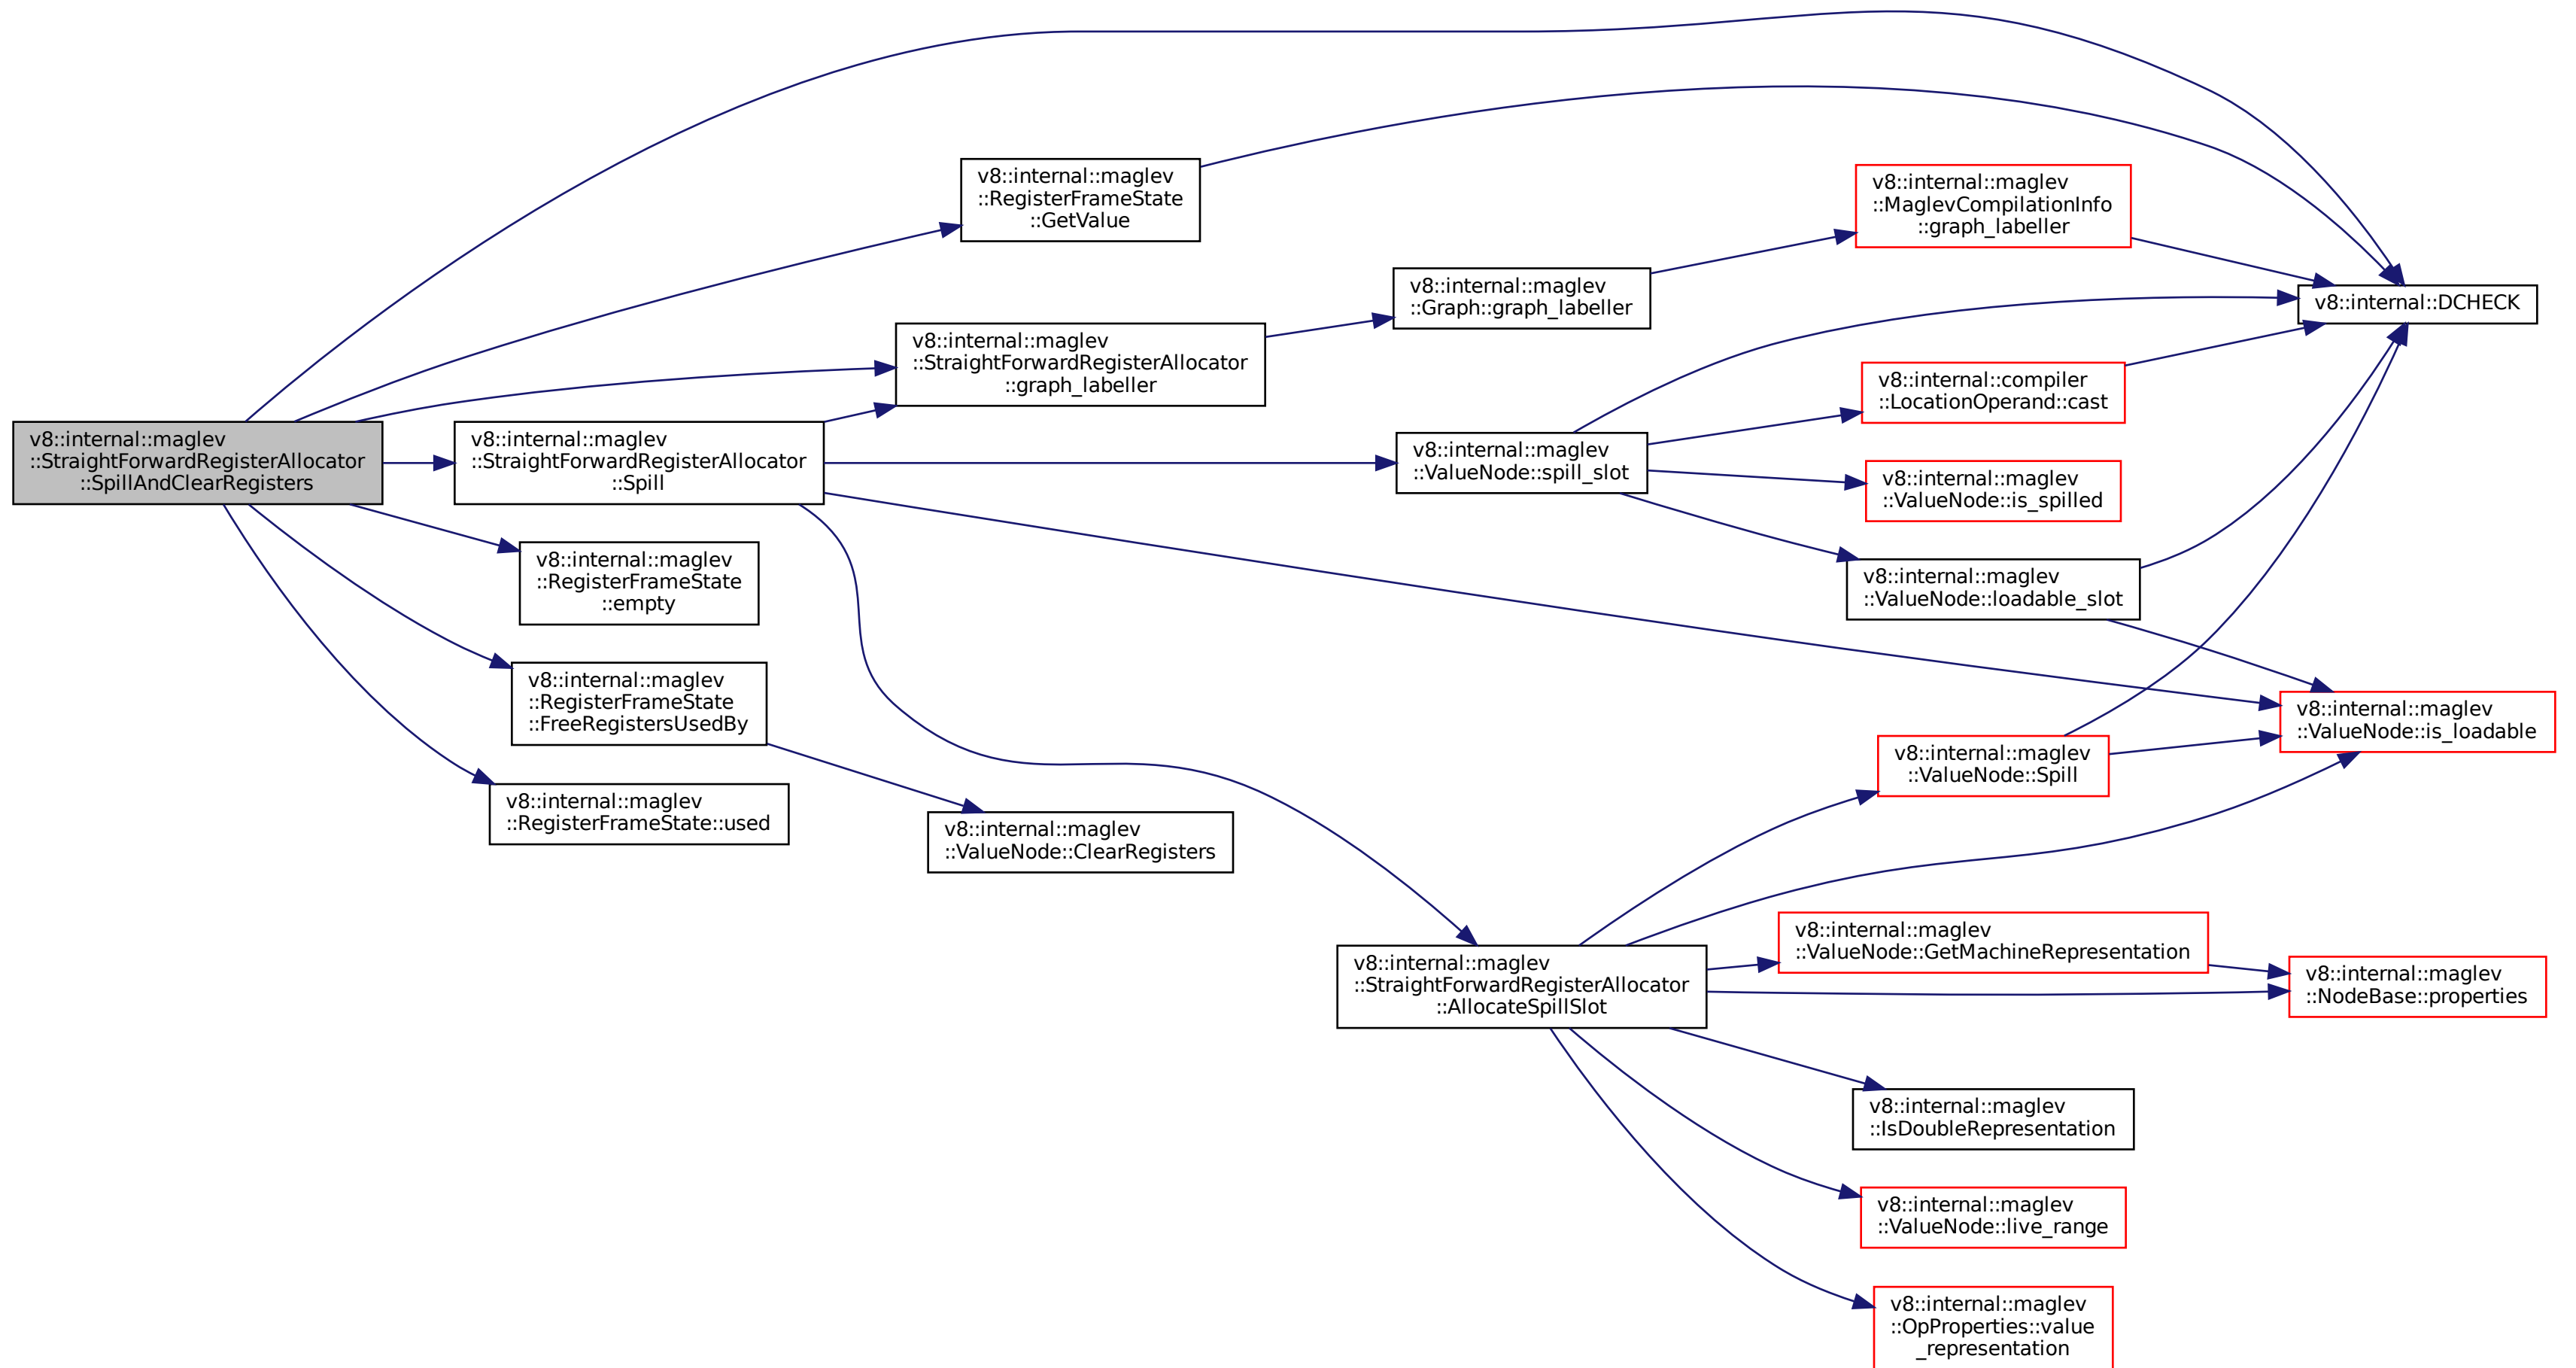 v8::internal::maglev
::StraightForwardRegisterAllocator
::SpillAndClearRegisters
v8::internal::maglev
::RegisterFrameState
::GetValue
v8::internal::maglev
::StraightForwardRegisterAllocator
::graph_labeller
v8::internal::maglev
::StraightForwardRegisterAllocator
::Spill
v8::internal::maglev
::RegisterFrameState
::empty
v8::internal::maglev
::RegisterFrameState
::FreeRegistersUsedBy
v8::internal::maglev
::RegisterFrameState::used
v8::internal::maglev
::ValueNode::ClearRegisters
v8::internal::maglev
::Graph::graph_labeller
v8::internal::maglev
::ValueNode::spill_slot
v8::internal::maglev
::StraightForwardRegisterAllocator
::AllocateSpillSlot
v8::internal::maglev
::MaglevCompilationInfo
::graph_labeller
v8::internal::compiler
::LocationOperand::cast
v8::internal::maglev
::ValueNode::is_spilled
v8::internal::maglev
::ValueNode::loadable_slot
v8::internal::maglev
::ValueNode::Spill
v8::internal::maglev
::ValueNode::GetMachineRepresentation
v8::internal::maglev
::IsDoubleRepresentation
v8::internal::maglev
::ValueNode::live_range
v8::internal::maglev
::OpProperties::value
_representation
v8::internal::DCHECK
v8::internal::maglev
::ValueNode::is_loadable
v8::internal::maglev
::NodeBase::properties